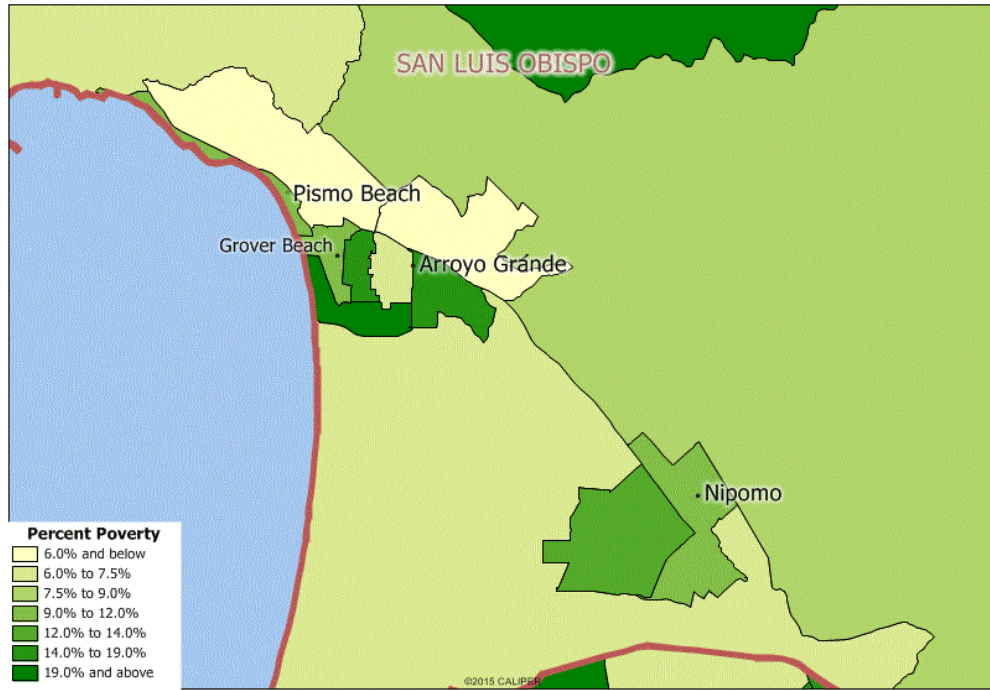 SAN LUIS OBISPO
Pismo Beach
Grover Beach
Arroyo Gránde
Nipomo
Percent Poverty
6.0% and below
6.0% to 7.5%
7.5% to 9.0%
9.0% to 12.0%
12.0% to 14.0%
14.0% to 19.0%
19.0% and above
©2015 CALIPER